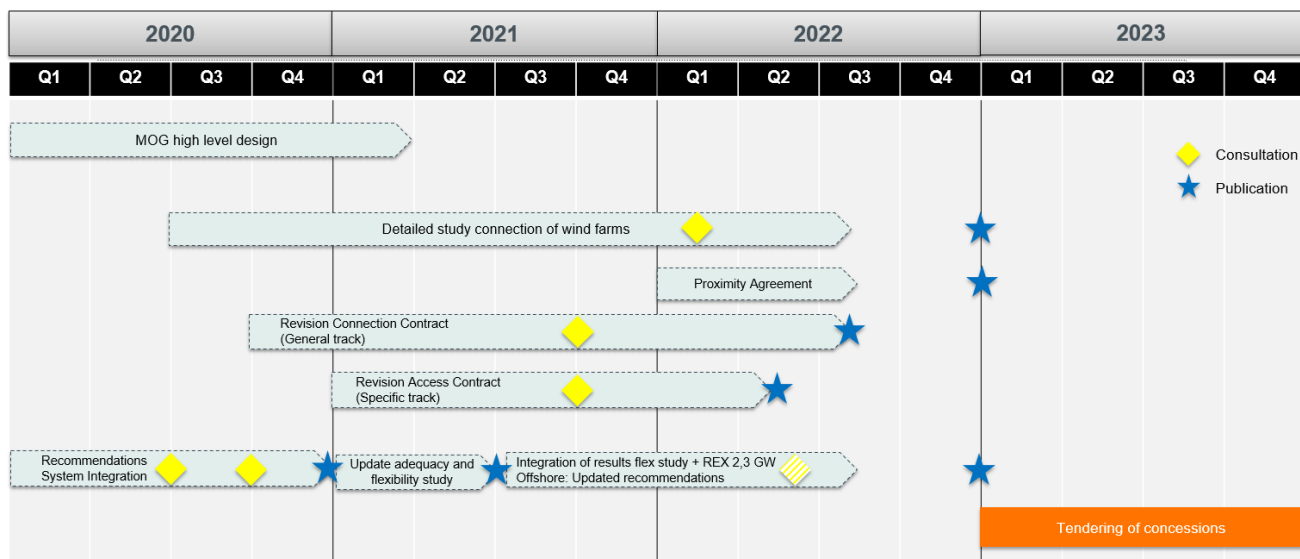 2020 2021 2022 2023
Q1 Q2 Q3 Q4 Q1 Q2 Q3 Q4 Q1 Q2 Q3 Q4 Q1 Q2 Q3 Q4
MOG high level design
Consultation
Publication
Detailed study connection of wind farms
Proximity Agreement
Revision Connection Contract
(General track)
Revision Access Contract
(Specific track)
Recommendations
System Integration
Update adequacy and
flexibility study
Integration of results flex study + REX 2,3 GW
Offshore: Updated recommendations
Tendering of concessions